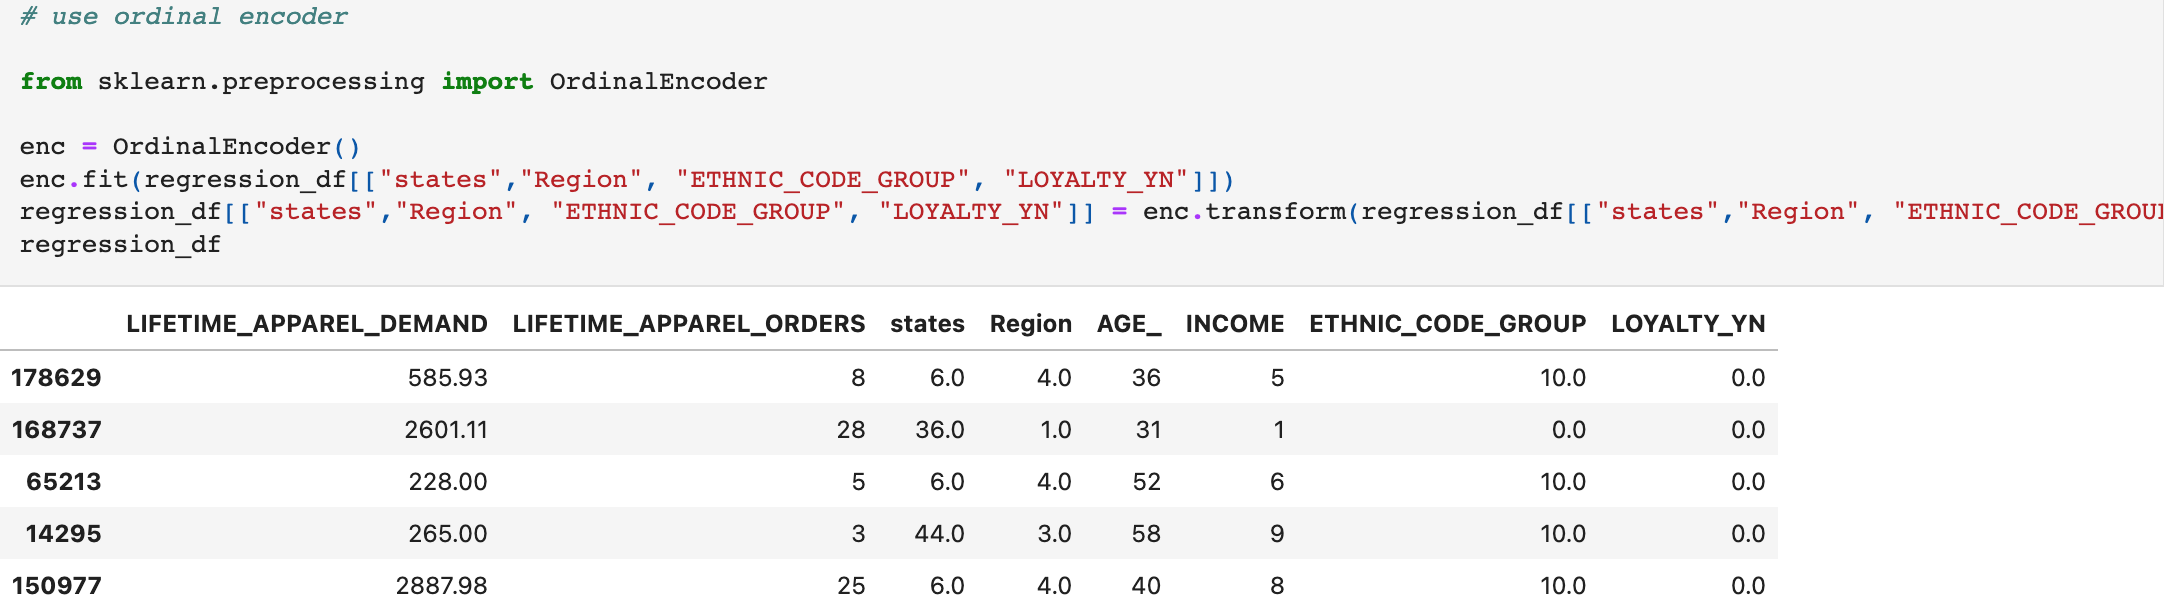 # use ordinal encoder
from sklearn.preprocessing import OrdinalEncoder
enc = OrdinalEncoder()
enc.fit(regression_df[["states","Region", "ETHNIC_CODE_GROUP", "LOYALTY_YN"]])
regression_df[["states","Region", "ETHNIC_CODE_GROUP", "LOYALTY_YN"]] = enc.transform(regression_df[["states","Region", "ETHNIC_CODE_GROU
regression_df
LIFETIME_APPAREL_DEMAND LIFETIME_APPAREL_ORDERS states Region AGE_ INCOME ETHNIC_CODE_GROUP LOYALTY_YN
178629 585.93 8 6.0 4.0 36 5 10.0 0.0
168737 2601.11 28 36.0 1.0 31 1 0.0 0.0
65213 228.00 5 6.0 4.0 52 6 10.0 0.0
14295 265.00 3 44.0 3.0 58 9 10.0 0.0
150977 2887.98 25 6.0 4.0 40 8 10.0 0.0